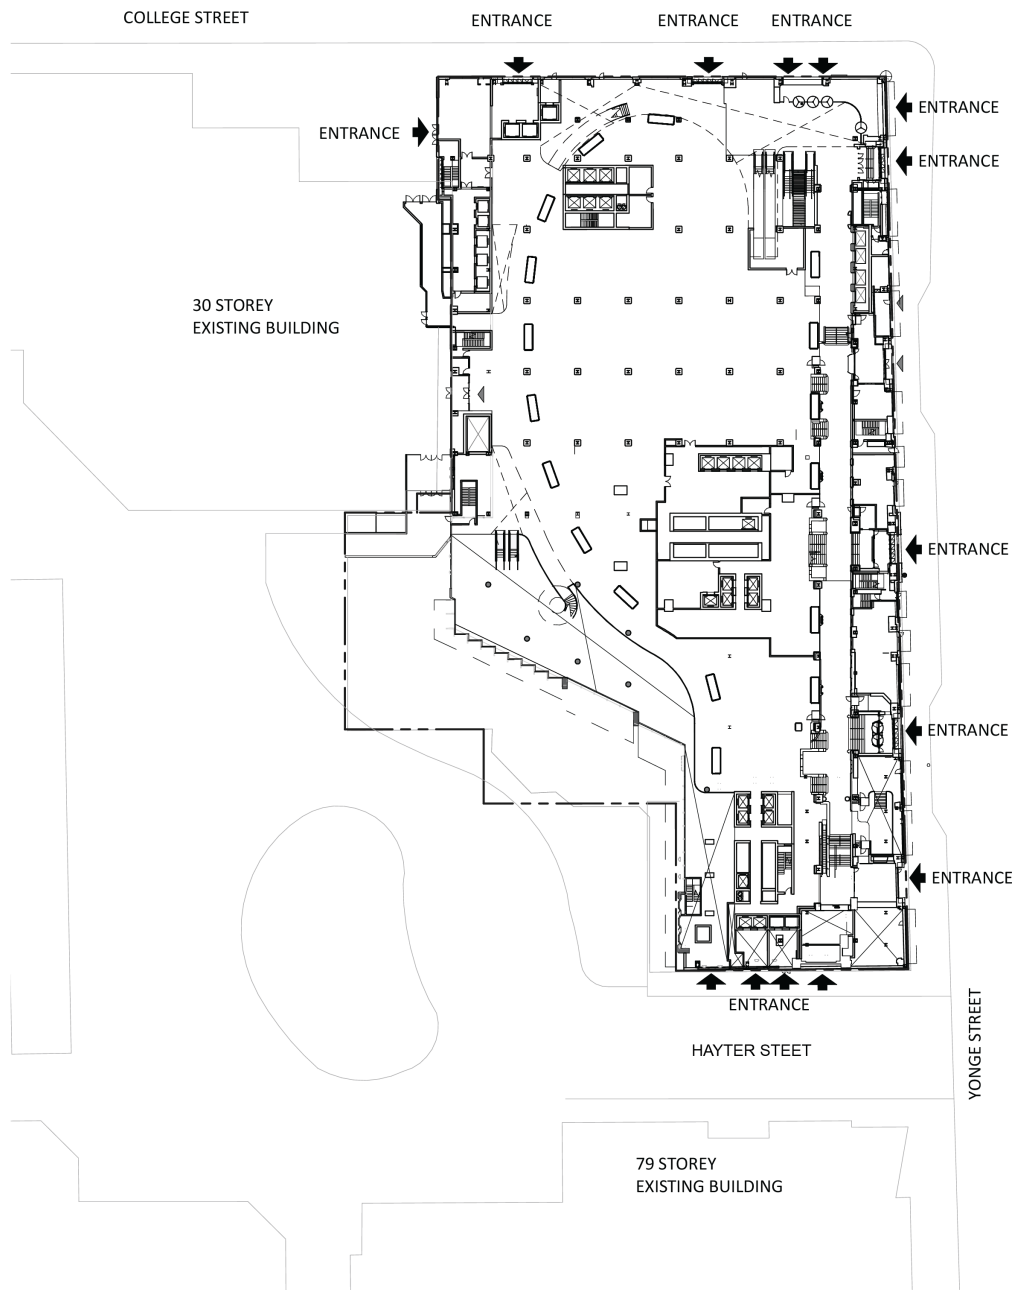 COLLEGE STREET
ENTRANCE
ENTRANCE
ENTRANCE
ENTRANCE
ENTRANCE
ENTRANCE
30 STOREY
EXISTING BUILDING
ENTRANCE
ENTRANCE
ENTRANCE
ENTRANCE
HAYTER STEET
YONGE STREET
79 STOREY
EXISTING BUILDING